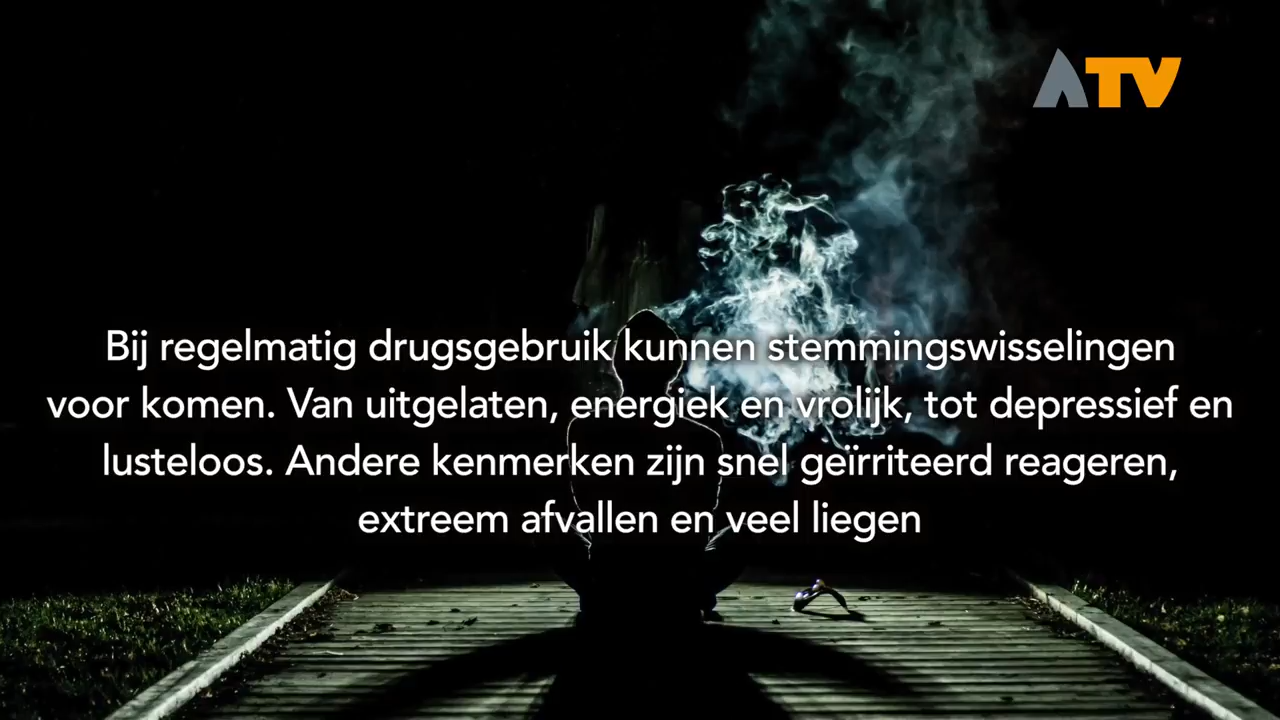 ATV
Bij regelmatig drugsgebruik kunnen stemmingswisselingen
voor komen. Van uitgelaten, energiek en vrolijk, tot depressief en
lusteloos. Andere kenmerken zijn snel geïrriteerd reageren,
extreem afvallen en veel liegen